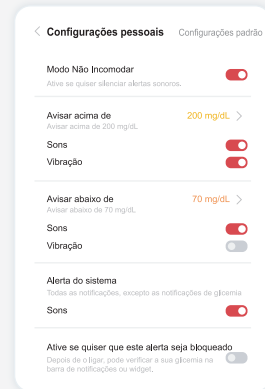 Configurações pessoais Configurações padrão
Modo Não Incomodar
Ative se quiser silenciar alertas sonoros.
Avisar acima de 200 mg/dL
Avisar acima de 200 mg/dL
Sons
Vibração
Avisar abaixo de 70 mg/dL
Avisar abaixo de 70 mg/dL
Sons
Vibração
Alerta do sistema
Todas as notificações, excepto as notificações de glicemia
Sons
Ative se quiser que este alerta seja bloqueado
Depois de o ligar, pode verificar a sua glicemia na
barra de notificações ou widget.